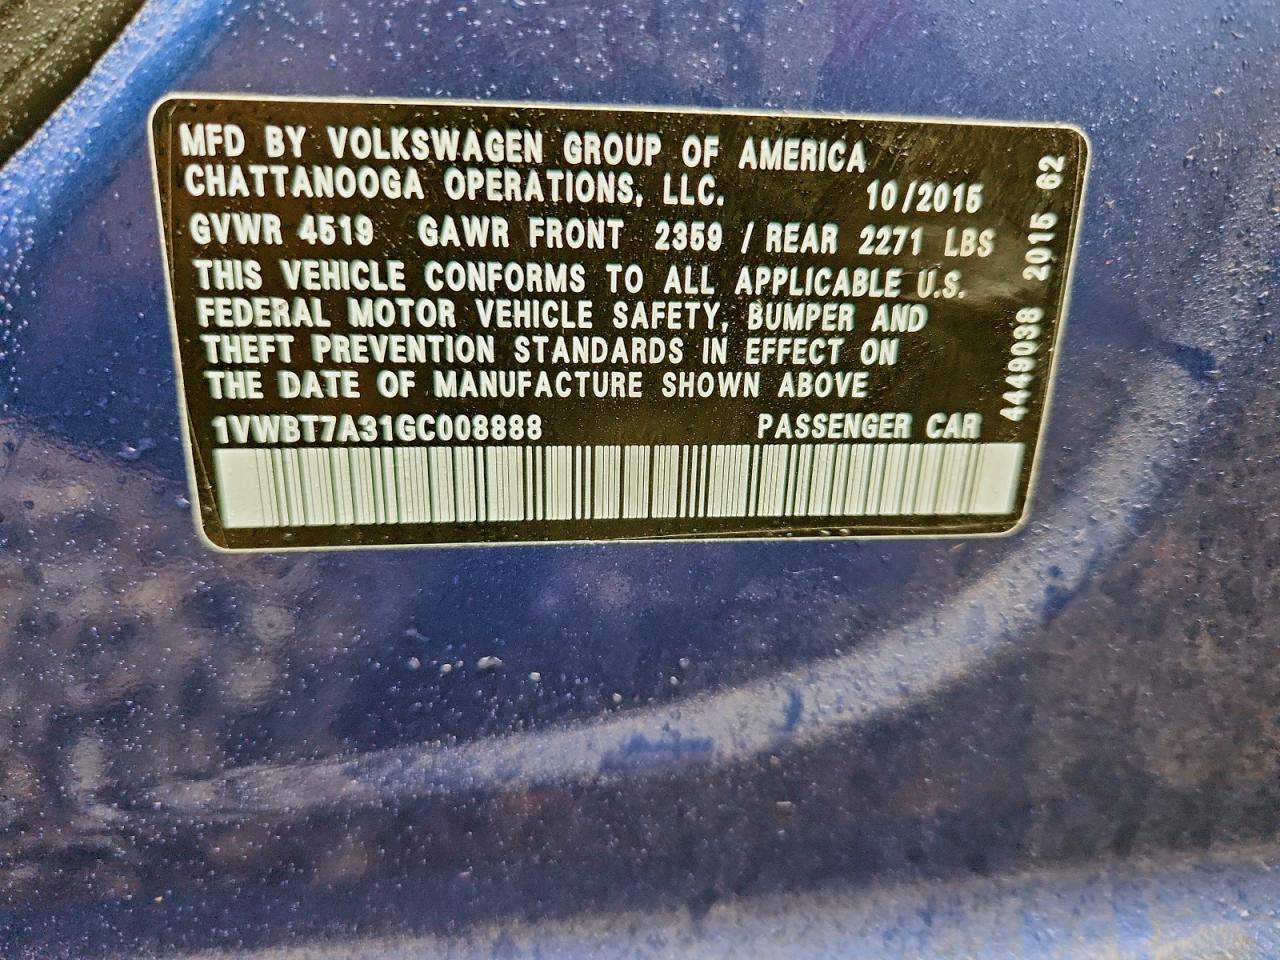 MFD BY VOLKSWAGEN GROUP OF AMERICA
CHATTANOOGA OPERATIONS, LLC. 10/2015
GVWR 4519 GAWR FRONT 2359 / REAR 2271 LBS
THIS VEHICLE CONFORMS TO ALL APPLICABLE U.S.
FEDERAL MOTOR VEHICLE SAFETY, BUMPER AND
THEFT PREVENTION STANDARDS IN EFFECT ON
THE DATE OF MANUFACTURE SHOWN ABOVE
1VWBT7A31GC008888 PASSENGER CAR
4449038 2015 62